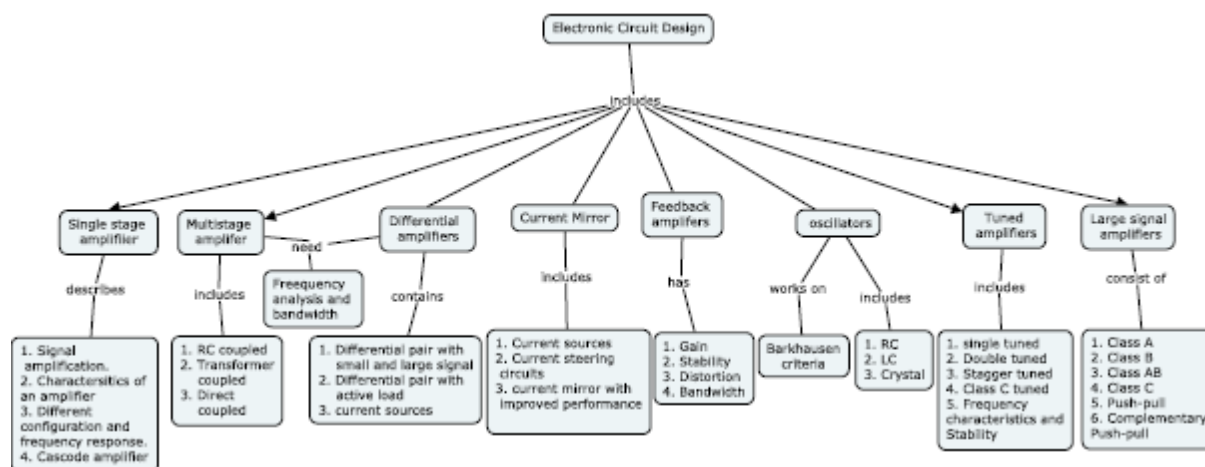 Electronic Circuit Design
includes
Single stage
amplifiier
Multistage
amplifer
Differential
amplifiers
Current Mirror
Feedback
amplifers
oscillators
Tuned
amplifiers
Large signal
amplifiers
need
describes
includes
Freequency
analysis and
bandwidth
contains
includes
has
works on
includes
includes
consist of
1. Signal
amplification.
2. Charactersitics of
an amplifier
3. Different
configuration and
frequency response.
4. Cascode amplifier
1. RC coupled
2. Transformer
coupled
3. Direct
coupled
1. Differential pair with
small and large signal
2. Differential pair with
active load
3. current sources
1. Current sources
2. Current steering
circuits
3. current mirror with
improved performance
1. Gain
2. Stability
3. Distortion
4. Bandwidth
Barkhausen
criteria
1. RC
2. LC
3. Crystal
1. single tuned
2. Double tuned
3. Stagger tuned
4. Class C tuned
5. Frequency
characteristics and
Stability
1. Class A
2. Class B
3. Class AB
4. Class C
5. Push-pull
6. Complementary
Push-pull